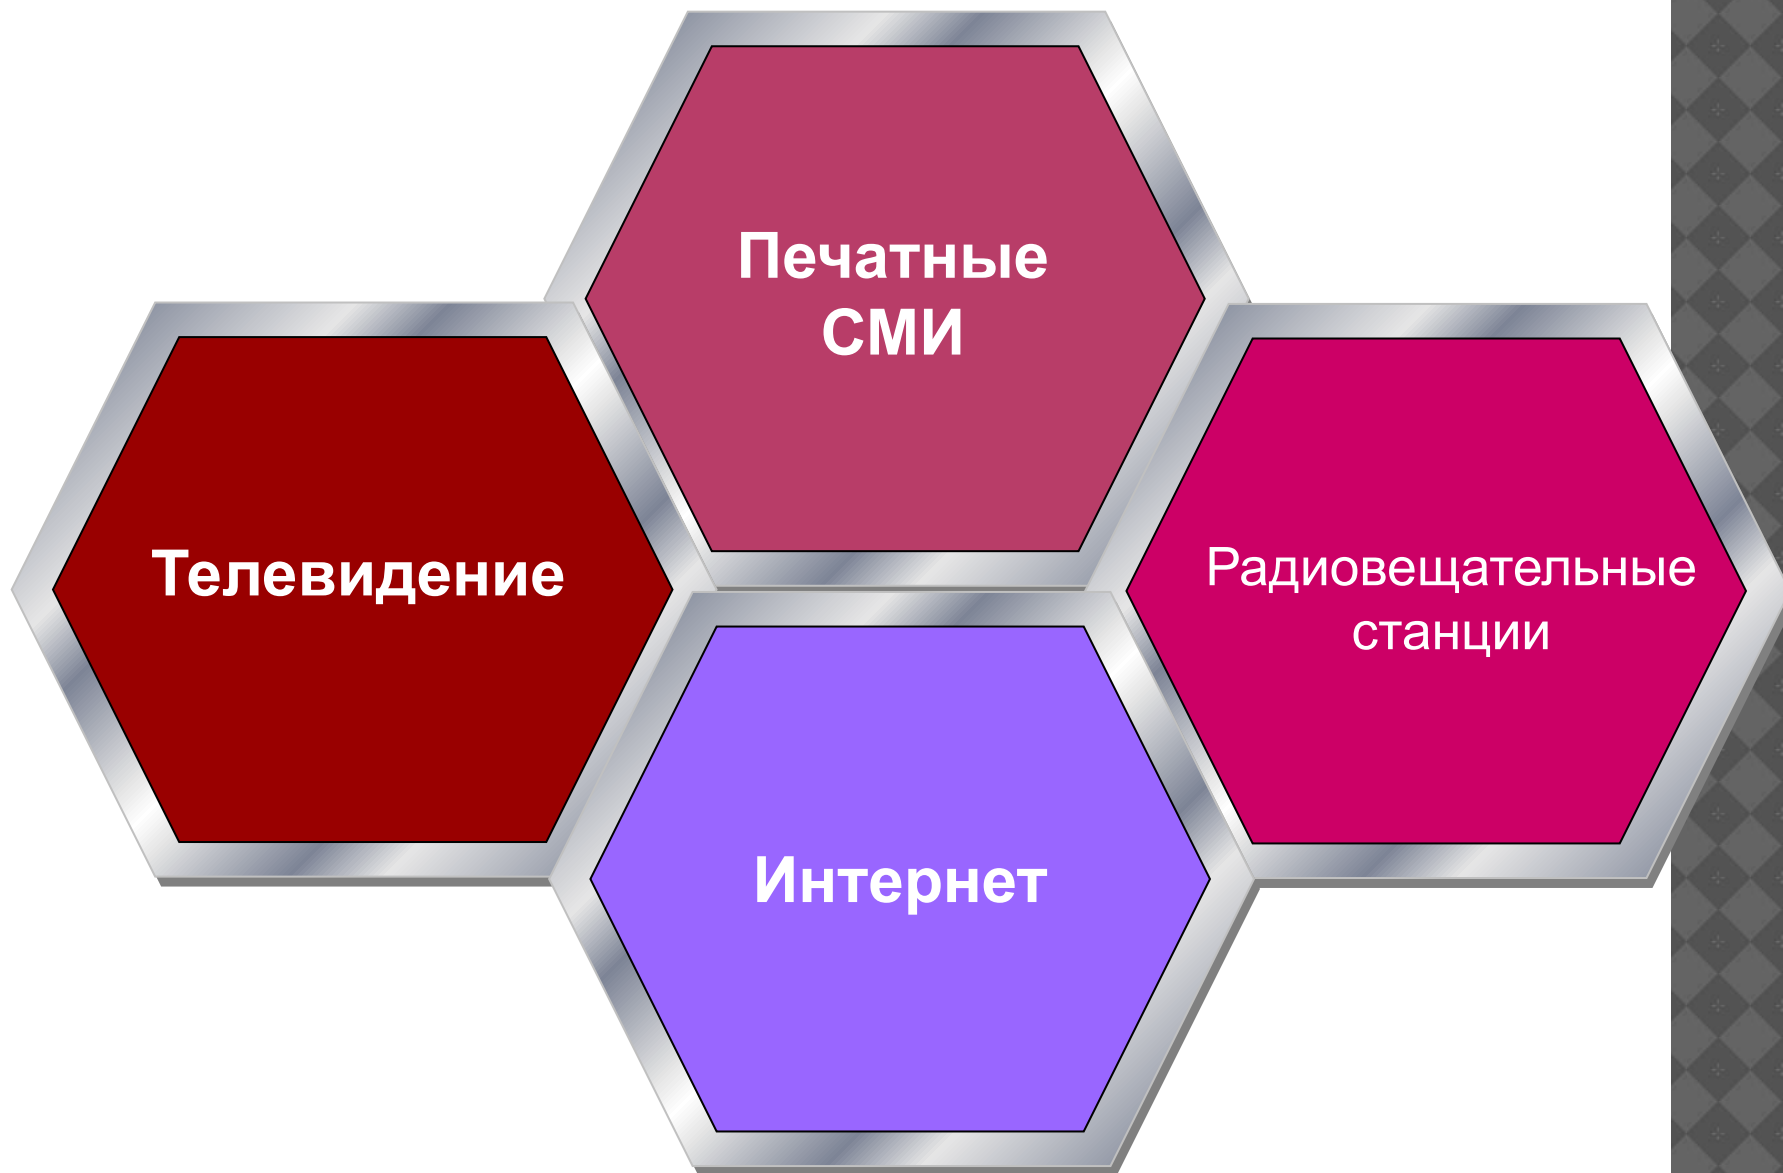 Печатные
СМИ
Телевидение
Радиовещательные
станции
Интернет